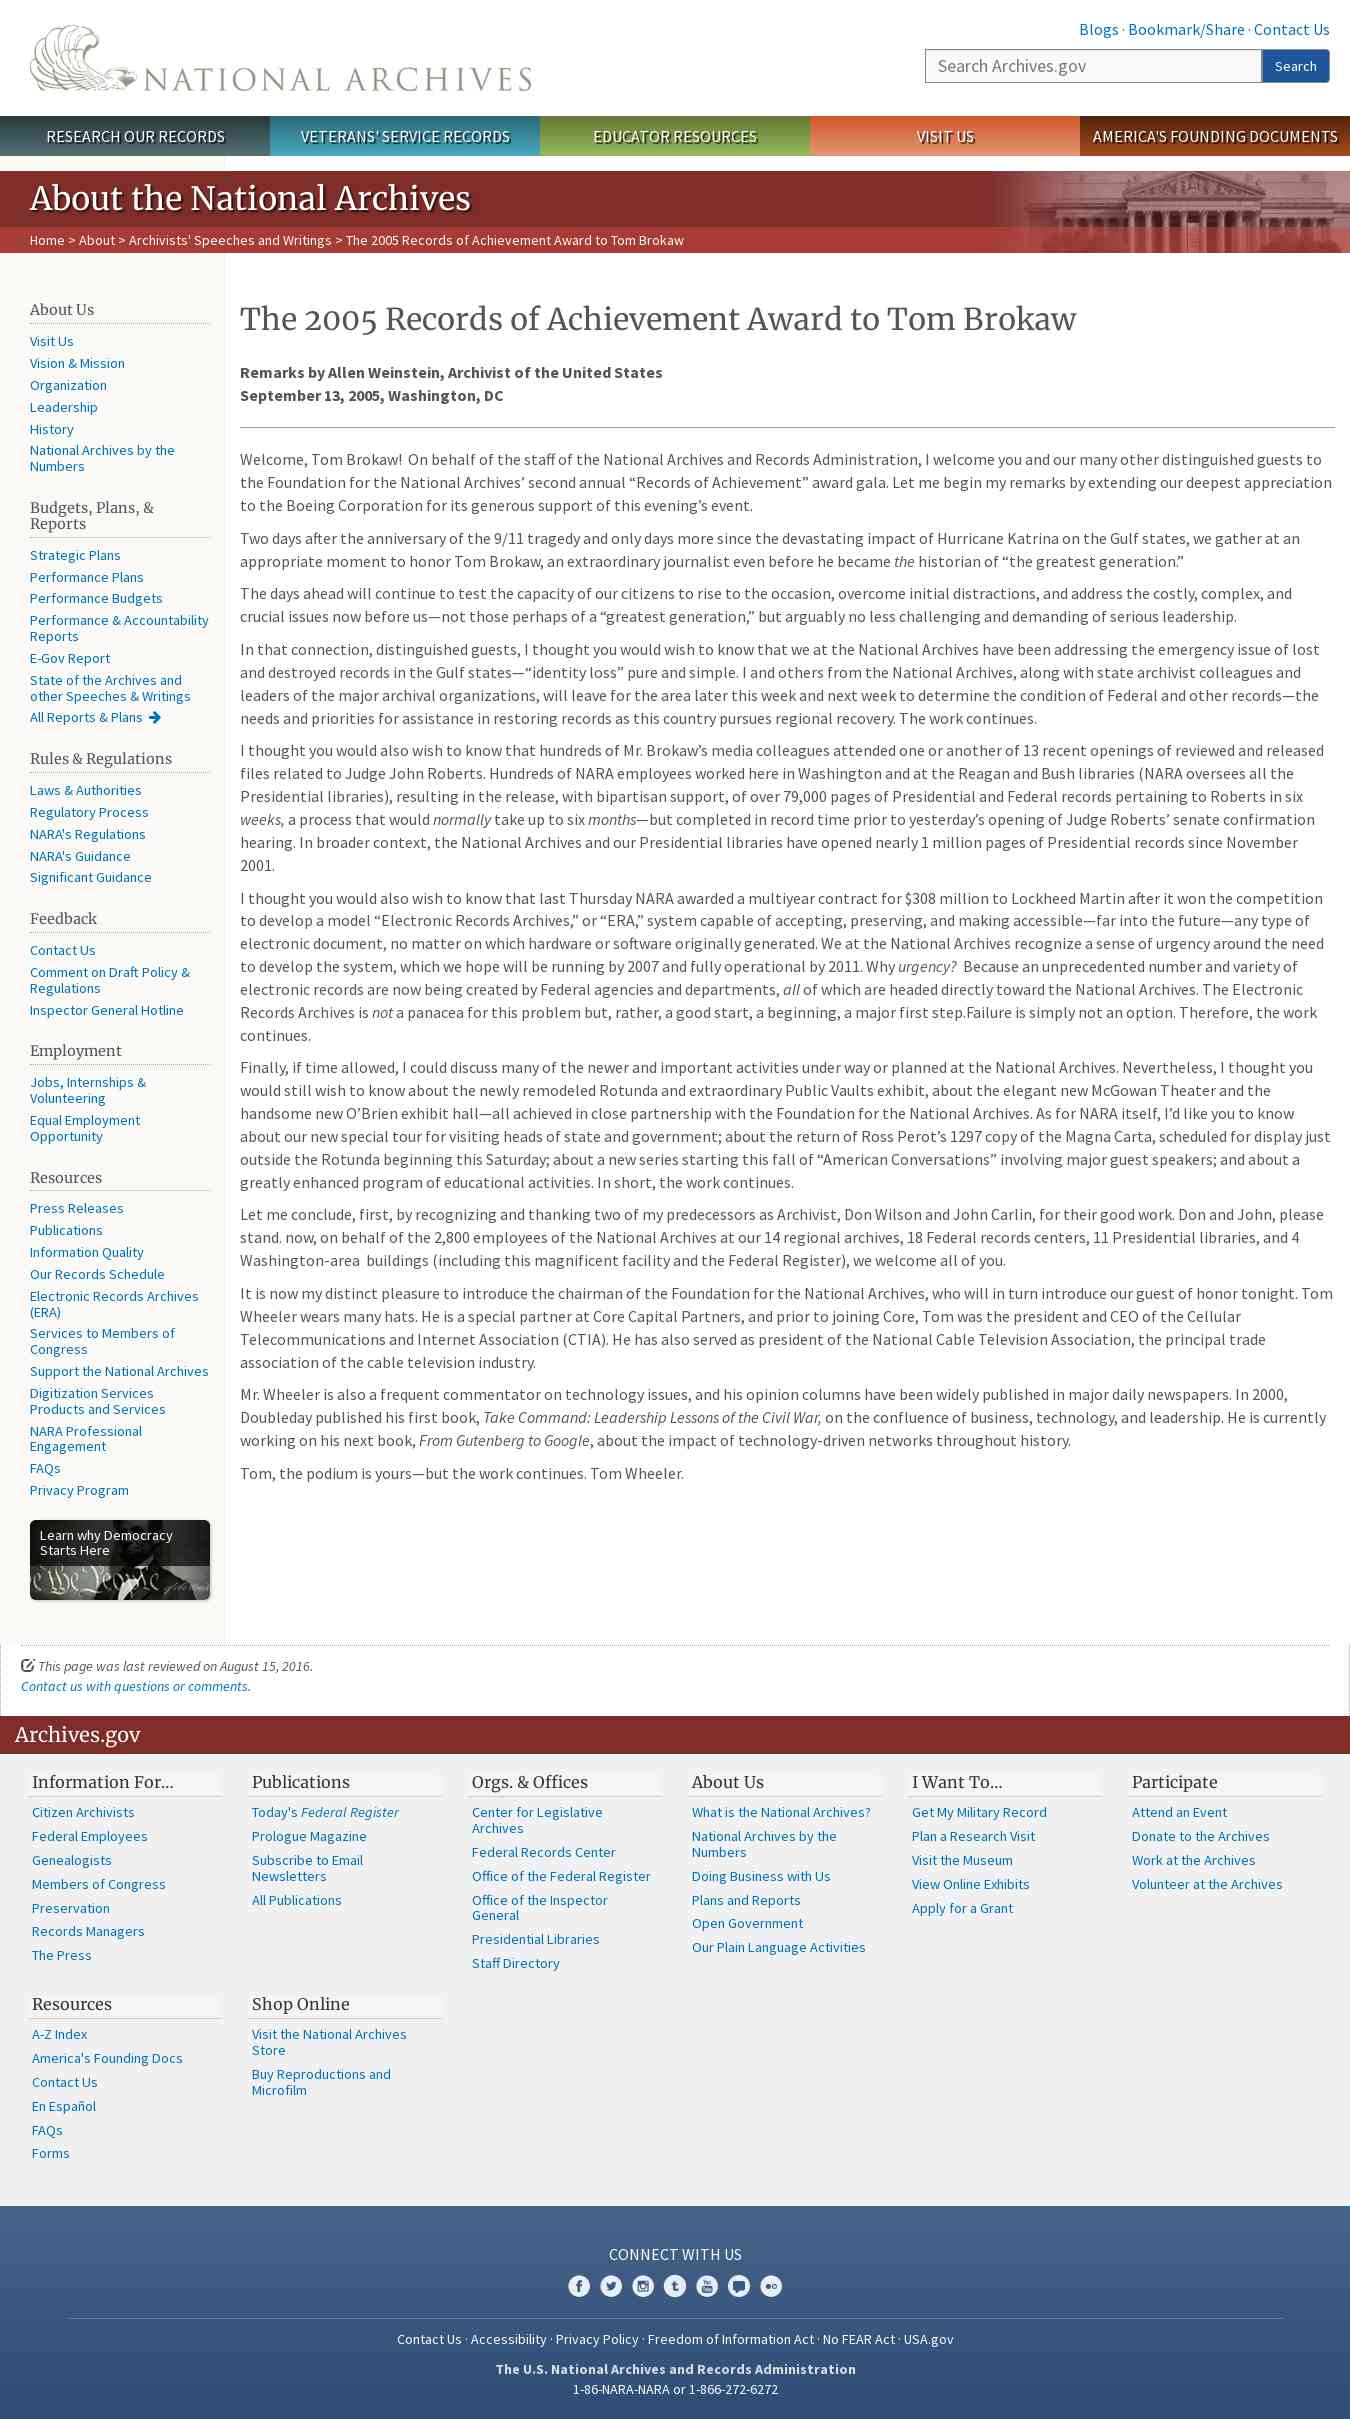 NATIONAL ARCHIVES
Blogs · Bookmark/Share · Contact Us
Search Archives.gov
Search
RESEARCH OUR RECORDS
VETERANS' SERVICE RECORDS
EDUCATOR RESOURCES
VISIT US
AMERICA'S FOUNDING DOCUMENTS
About the National Archives
Home > About > Archivists' Speeches and Writings > The 2005 Records of Achievement Award to Tom Brokaw
About Us
Visit Us
Vision & Mission
Organization
Leadership
History
National Archives by the
Numbers
Budgets, Plans, &
Reports
Strategic Plans
Performance Plans
Performance Budgets
Performance & Accountability
Reports
E-Gov Report
State of the Archives and
other Speeches & Writings
All Reports & Plans
Rules & Regulations
Laws & Authorities
Regulatory Process
NARA's Regulations
NARA's Guidance
Significant Guidance
Feedback
Contact Us
Comment on Draft Policy &
Regulations
Inspector General Hotline
Employment
Jobs, Internships &
Volunteering
Equal Employment
Opportunity
Resources
Press Releases
Publications
Information Quality
Our Records Schedule
Electronic Records Archives
(ERA)
Services to Members of
Congress
Support the National Archives
Digitization Services
Products and Services
NARA Professional
Engagement
FAQs
Privacy Program
Learn why Democracy
Starts Here
The 2005 Records of Achievement Award to Tom Brokaw
Remarks by Allen Weinstein, Archivist of the United States
September 13, 2005, Washington, DC
Welcome, Tom Brokaw!  On behalf of the staff of the National Archives and Records Administration, I welcome you and our many other distinguished guests to
the Foundation for the National Archives’ second annual “Records of Achievement” award gala. Let me begin my remarks by extending our deepest appreciation
to the Boeing Corporation for its generous support of this evening’s event.
Two days after the anniversary of the 9/11 tragedy and only days more since the devastating impact of Hurricane Katrina on the Gulf states, we gather at an
appropriate moment to honor Tom Brokaw, an extraordinary journalist even before he became the historian of “the greatest generation.”
The days ahead will continue to test the capacity of our citizens to rise to the occasion, overcome initial distractions, and address the costly, complex, and
crucial issues now before us—not those perhaps of a “greatest generation,” but arguably no less challenging and demanding of serious leadership.
In that connection, distinguished guests, I thought you would wish to know that we at the National Archives have been addressing the emergency issue of lost
and destroyed records in the Gulf states—“identity loss” pure and simple. I and others from the National Archives, along with state archivist colleagues and
leaders of the major archival organizations, will leave for the area later this week and next week to determine the condition of Federal and other records—the
needs and priorities for assistance in restoring records as this country pursues regional recovery. The work continues.
I thought you would also wish to know that hundreds of Mr. Brokaw’s media colleagues attended one or another of 13 recent openings of reviewed and released
files related to Judge John Roberts. Hundreds of NARA employees worked here in Washington and at the Reagan and Bush libraries (NARA oversees all the
Presidential libraries), resulting in the release, with bipartisan support, of over 79,000 pages of Presidential and Federal records pertaining to Roberts in six
weeks, a process that would normally take up to six months—but completed in record time prior to yesterday’s opening of Judge Roberts’ senate confirmation
hearing. In broader context, the National Archives and our Presidential libraries have opened nearly 1 million pages of Presidential records since November
2001.
I thought you would also wish to know that last Thursday NARA awarded a multiyear contract for $308 million to Lockheed Martin after it won the competition
to develop a model “Electronic Records Archives,” or “ERA,” system capable of accepting, preserving, and making accessible—far into the future—any type of
electronic document, no matter on which hardware or software originally generated. We at the National Archives recognize a sense of urgency around the need
to develop the system, which we hope will be running by 2007 and fully operational by 2011. Why urgency?  Because an unprecedented number and variety of
electronic records are now being created by Federal agencies and departments, all of which are headed directly toward the National Archives. The Electronic
Records Archives is not a panacea for this problem but, rather, a good start, a beginning, a major first step.Failure is simply not an option. Therefore, the work
continues.
Finally, if time allowed, I could discuss many of the newer and important activities under way or planned at the National Archives. Nevertheless, I thought you
would still wish to know about the newly remodeled Rotunda and extraordinary Public Vaults exhibit, about the elegant new McGowan Theater and the
handsome new O’Brien exhibit hall—all achieved in close partnership with the Foundation for the National Archives. As for NARA itself, I’d like you to know
about our new special tour for visiting heads of state and government; about the return of Ross Perot’s 1297 copy of the Magna Carta, scheduled for display just
outside the Rotunda beginning this Saturday; about a new series starting this fall of “American Conversations” involving major guest speakers; and about a
greatly enhanced program of educational activities. In short, the work continues.
Let me conclude, first, by recognizing and thanking two of my predecessors as Archivist, Don Wilson and John Carlin, for their good work. Don and John, please
stand. now, on behalf of the 2,800 employees of the National Archives at our 14 regional archives, 18 Federal records centers, 11 Presidential libraries, and 4
Washington-area  buildings (including this magnificent facility and the Federal Register), we welcome all of you.
It is now my distinct pleasure to introduce the chairman of the Foundation for the National Archives, who will in turn introduce our guest of honor tonight. Tom
Wheeler wears many hats. He is a special partner at Core Capital Partners, and prior to joining Core, Tom was the president and CEO of the Cellular
Telecommunications and Internet Association (CTIA). He has also served as president of the National Cable Television Association, the principal trade
association of the cable television industry.
Mr. Wheeler is also a frequent commentator on technology issues, and his opinion columns have been widely published in major daily newspapers. In 2000,
Doubleday published his first book, Take Command: Leadership Lessons of the Civil War, on the confluence of business, technology, and leadership. He is currently
working on his next book, From Gutenberg to Google, about the impact of technology-driven networks throughout history.
Tom, the podium is yours—but the work continues. Tom Wheeler.
This page was last reviewed on August 15, 2016.
Contact us with questions or comments.
Archives.gov
Information For…
Citizen Archivists
Federal Employees
Genealogists
Members of Congress
Preservation
Records Managers
The Press
Publications
Today's Federal Register
Prologue Magazine
Subscribe to Email
Newsletters
All Publications
Orgs. & Offices
Center for Legislative
Archives
Federal Records Center
Office of the Federal Register
Office of the Inspector
General
Presidential Libraries
Staff Directory
About Us
What is the National Archives?
National Archives by the
Numbers
Doing Business with Us
Plans and Reports
Open Government
Our Plain Language Activities
I Want To…
Get My Military Record
Plan a Research Visit
Visit the Museum
View Online Exhibits
Apply for a Grant
Participate
Attend an Event
Donate to the Archives
Work at the Archives
Volunteer at the Archives
Resources
A-Z Index
America's Founding Docs
Contact Us
En Español
FAQs
Forms
Shop Online
Visit the National Archives
Store
Buy Reproductions and
Microfilm
CONNECT WITH US
Contact Us · Accessibility · Privacy Policy · Freedom of Information Act · No FEAR Act · USA.gov
The U.S. National Archives and Records Administration
1-86-NARA-NARA or 1-866-272-6272